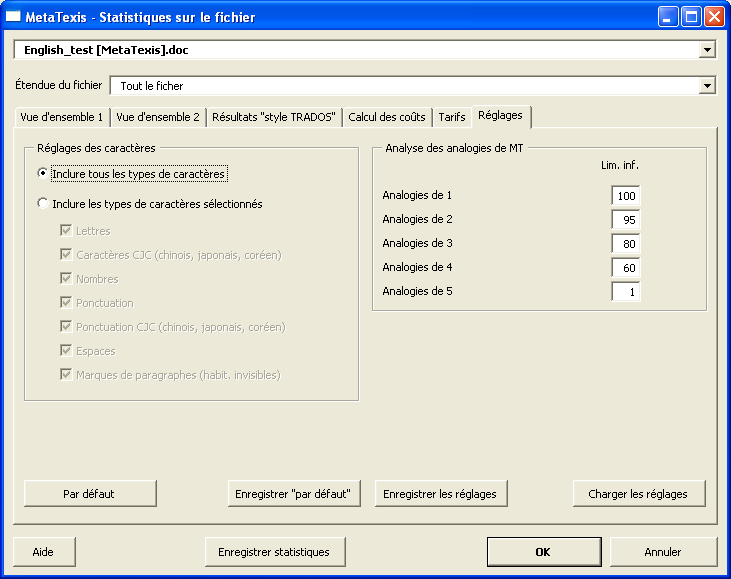 MetaTexis - Statistiques sur le fichier
English_test [MetaTexis].doc
Étendue du fichier Tout le ficher
Vue d'ensemble 1 Vue d'ensemble 2 Résultats "style TRADOS" Calcul des coûts Tarifs Réglages
Réglages des caractères
Inclure tous les types de caractères
Inclure les types de caractères sélectionnés
Lettres
Caractères CJC (chinois, japonais, coréen)
Nombres
Ponctuation
Ponctuation CJC (chinois, japonais, coréen)
Espaces
Marques de paragraphes (habit. invisibles)
Analyse des analogies de MT
Lim. inf.
Analogies de 1 100
Analogies de 2 95
Analogies de 3 80
Analogies de 4 60
Analogies de 5 1
Par défaut Enregistrer "par défaut" Enregistrer les réglages Charger les réglages
Aide Enregistrer statistiques OK Annuler